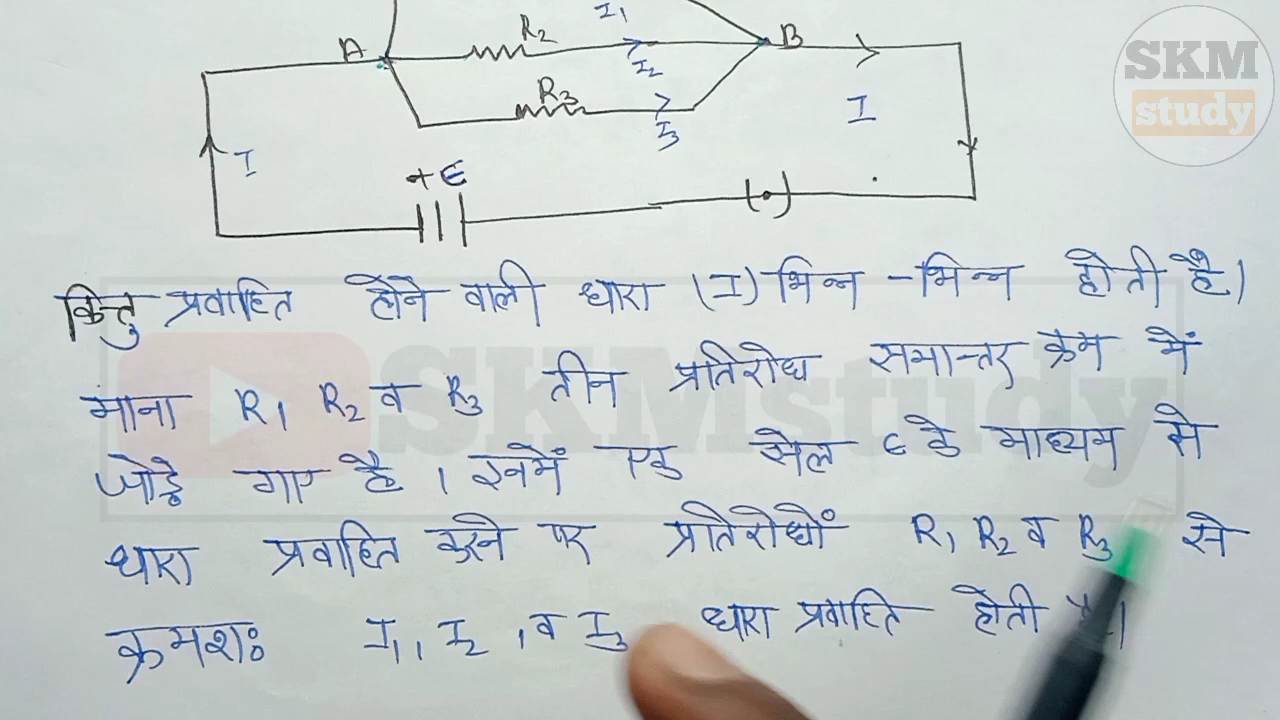 I1
R2
A
B
SKM
study
I2
R3
I
I3
I
+ E
किन्तु प्रवाहित होने वाली धारा (I) भिन्न-भिन्न होती है।
माना R1 R2 व R3 तीन प्रतिरोध समान्तर क्रम में
SKMstudy
जोड़े गए है। इनमें एक सेल E के माध्यम से
धारा प्रवाहित करने पर प्रतिरोधों R1 R2 व R3 से
क्रमशः I1, I2, व I3 धारा प्रवाहित होती है।